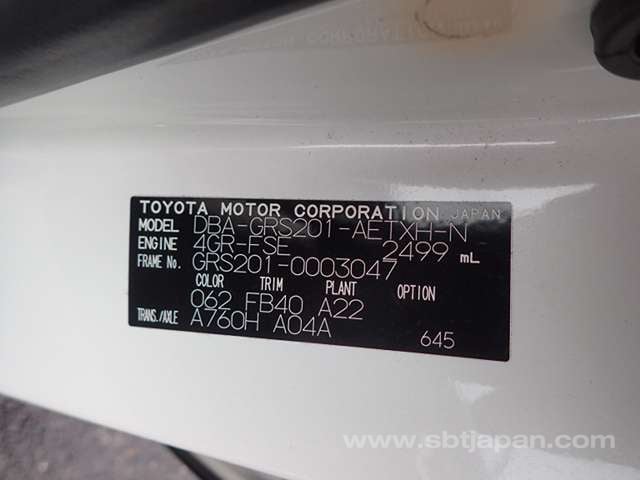 TOYOTA MOTOR CORPORATION JAPAN
MODEL DBA-GRS201-AETXH-N
ENGINE 4GR-FSE 2499 mL
FRAME No. GRS201-0003047
COLOR TRIM PLANT OPTION
062 FB40 A22
TRANS./AXLE A760H A04A
645
www.sbtjapan.com